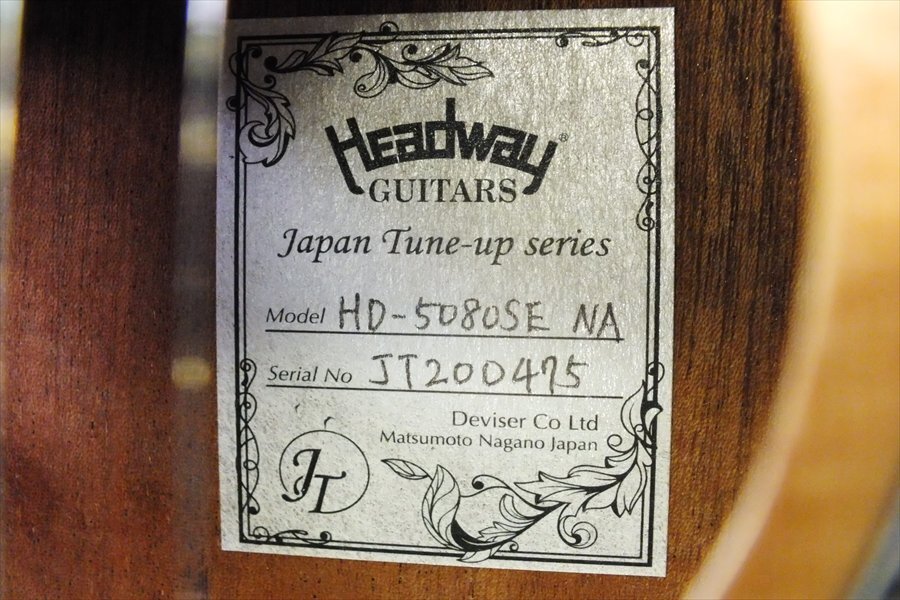 Headway®
GUITARS
Japan Tune-up series
Model HD-5080SE NA
Serial No JT200475
Deviser Co Ltd
Matsumoto Nagano Japan
JT